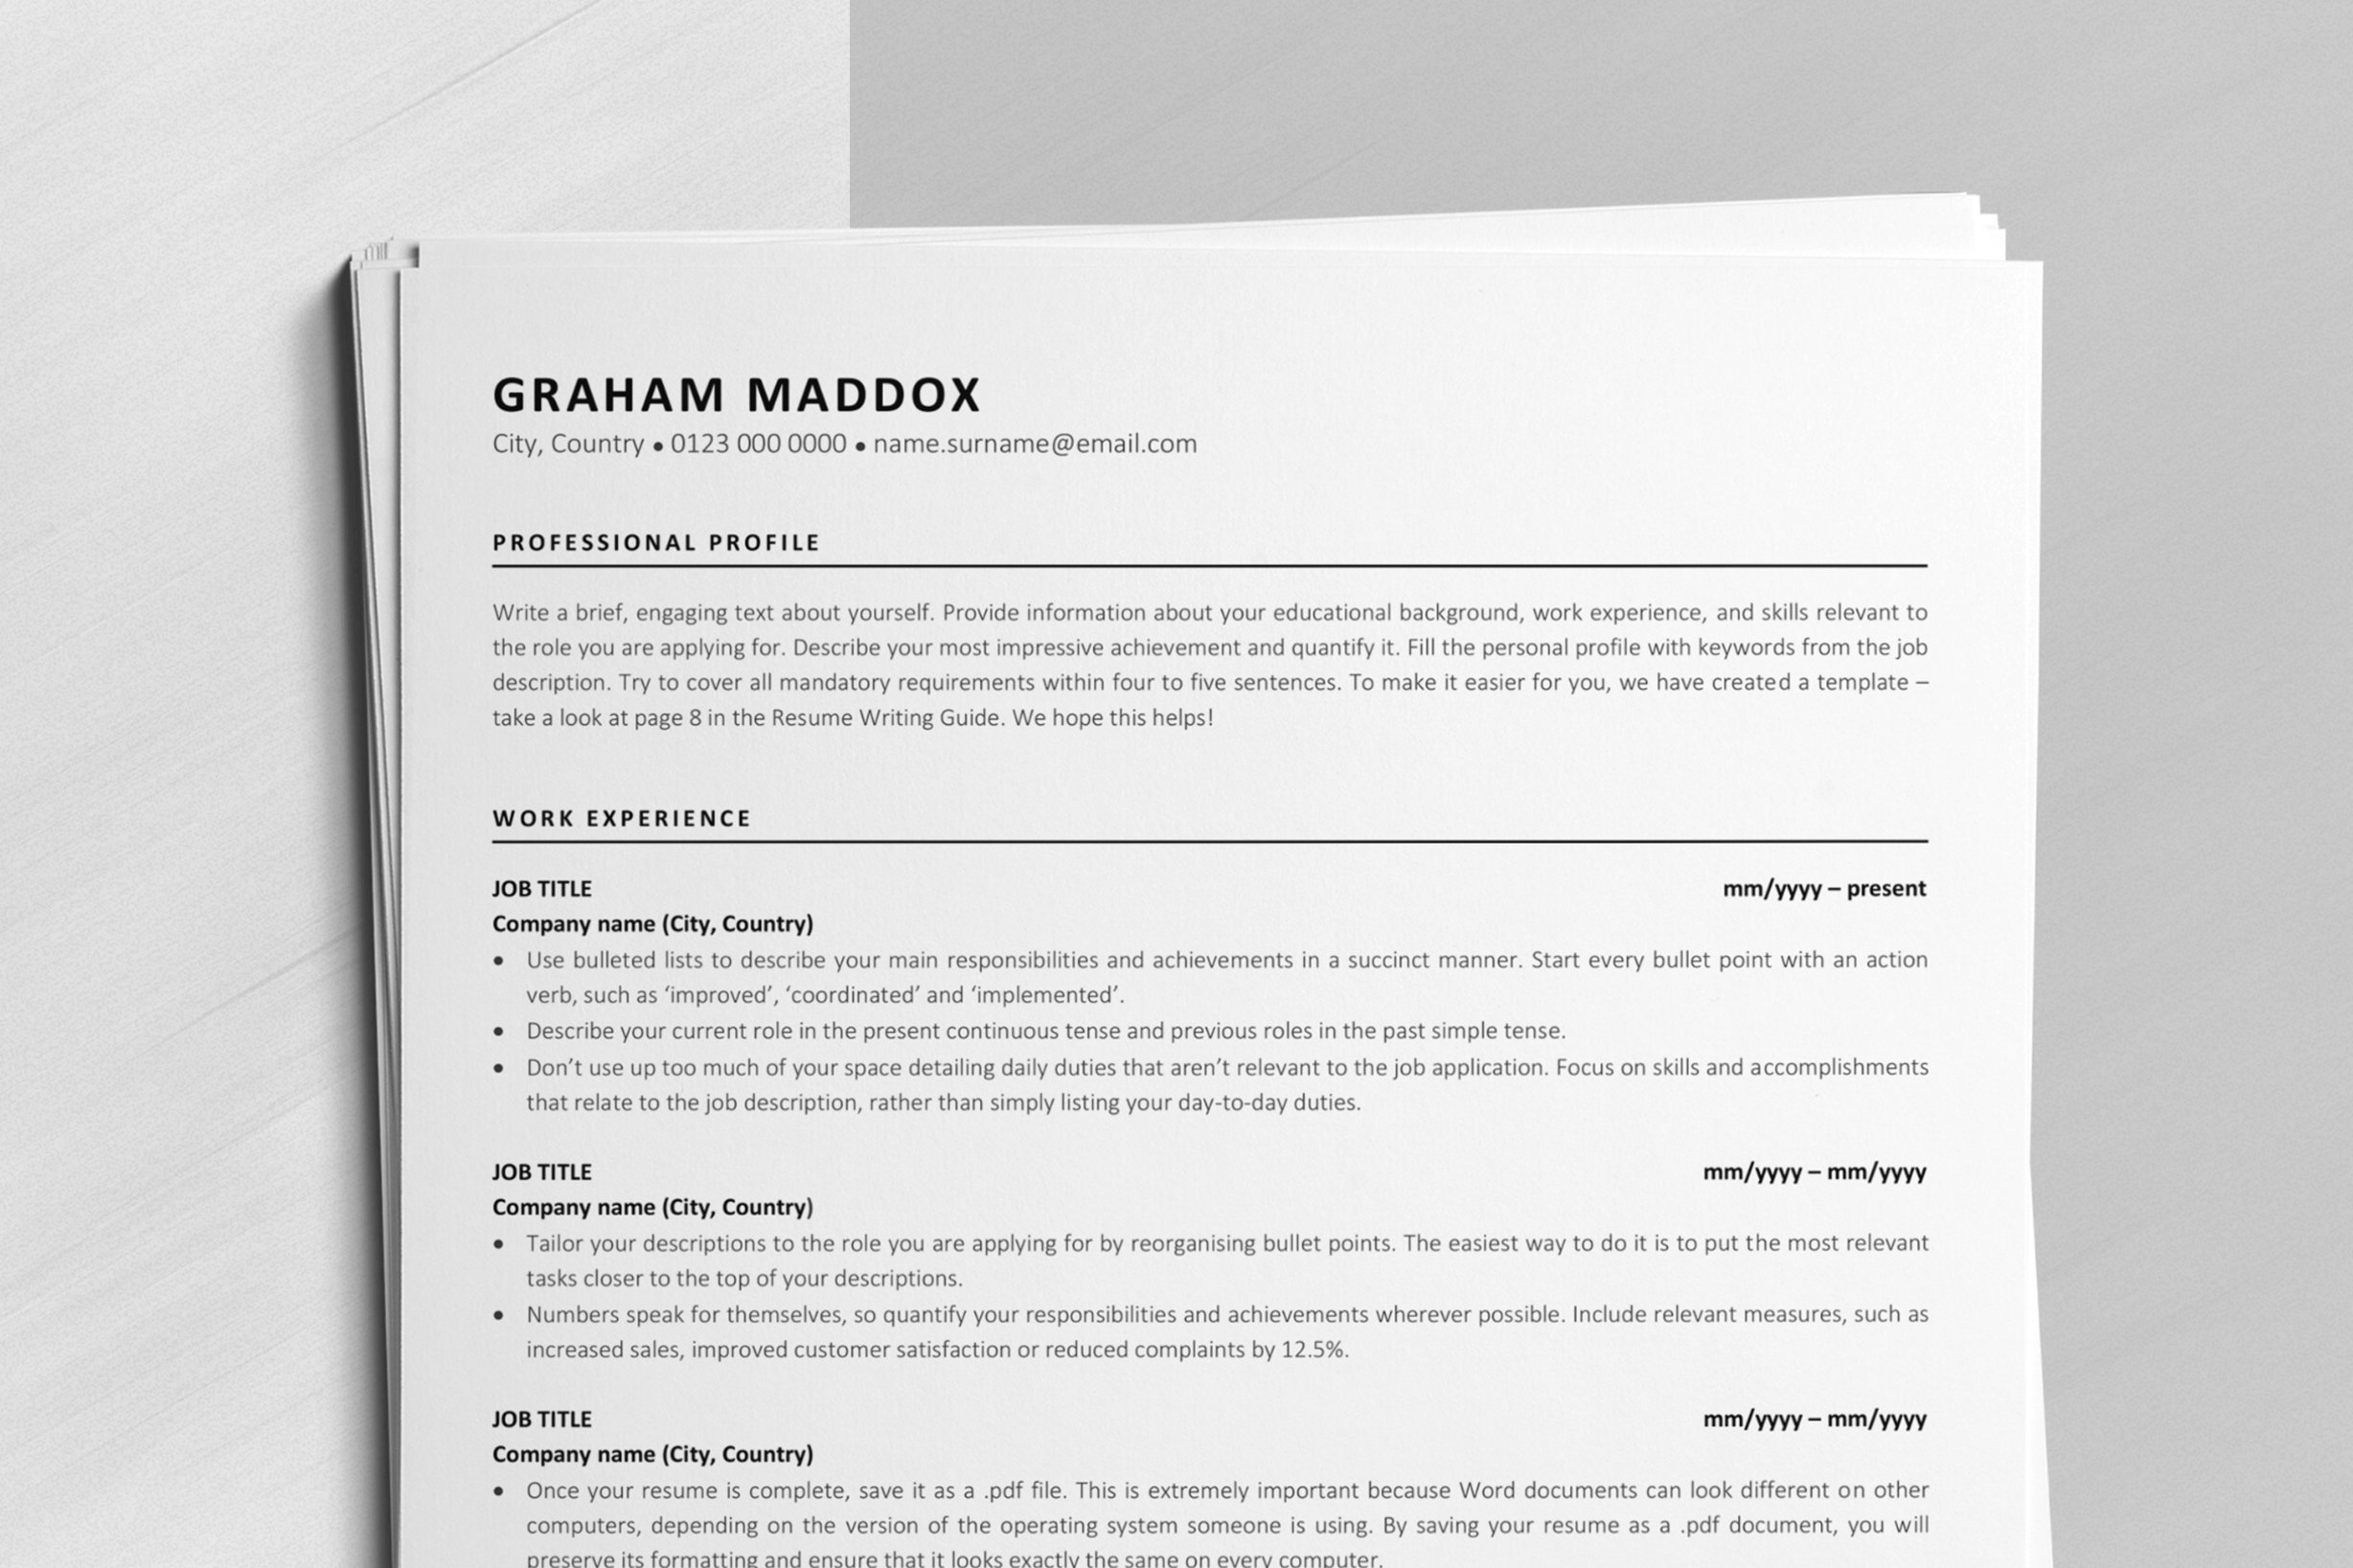 GRAHAM MADDOX
City, Country • 0123 000 0000 • name.surname@email.com
PROFESSIONAL PROFILE
Write a brief, engaging text about yourself. Provide information about your educational background, work experience, and skills relevant to
the role you are applying for. Describe your most impressive achievement and quantify it. Fill the personal profile with keywords from the job
description. Try to cover all mandatory requirements within four to five sentences. To make it easier for you, we have created a template –
take a look at page 8 in the Resume Writing Guide. We hope this helps!
WORK EXPERIENCE
JOB TITLE mm/yyyy – present
Company name (City, Country)
• Use bulleted lists to describe your main responsibilities and achievements in a succinct manner. Start every bullet point with an action
verb, such as ‘improved’, ‘coordinated’ and ‘implemented’.
• Describe your current role in the present continuous tense and previous roles in the past simple tense.
• Don’t use up too much of your space detailing daily duties that aren’t relevant to the job application. Focus on skills and accomplishments
that relate to the job description, rather than simply listing your day-to-day duties.
JOB TITLE mm/yyyy – mm/yyyy
Company name (City, Country)
• Tailor your descriptions to the role you are applying for by reorganising bullet points. The easiest way to do it is to put the most relevant
tasks closer to the top of your descriptions.
• Numbers speak for themselves, so quantify your responsibilities and achievements wherever possible. Include relevant measures, such as
increased sales, improved customer satisfaction or reduced complaints by 12.5%.
JOB TITLE mm/yyyy – mm/yyyy
Company name (City, Country)
• Once your resume is complete, save it as a .pdf file. This is extremely important because Word documents can look different on other
computers, depending on the version of the operating system someone is using. By saving your resume as a .pdf document, you will
preserve its formatting and ensure that it looks exactly the same on every computer.